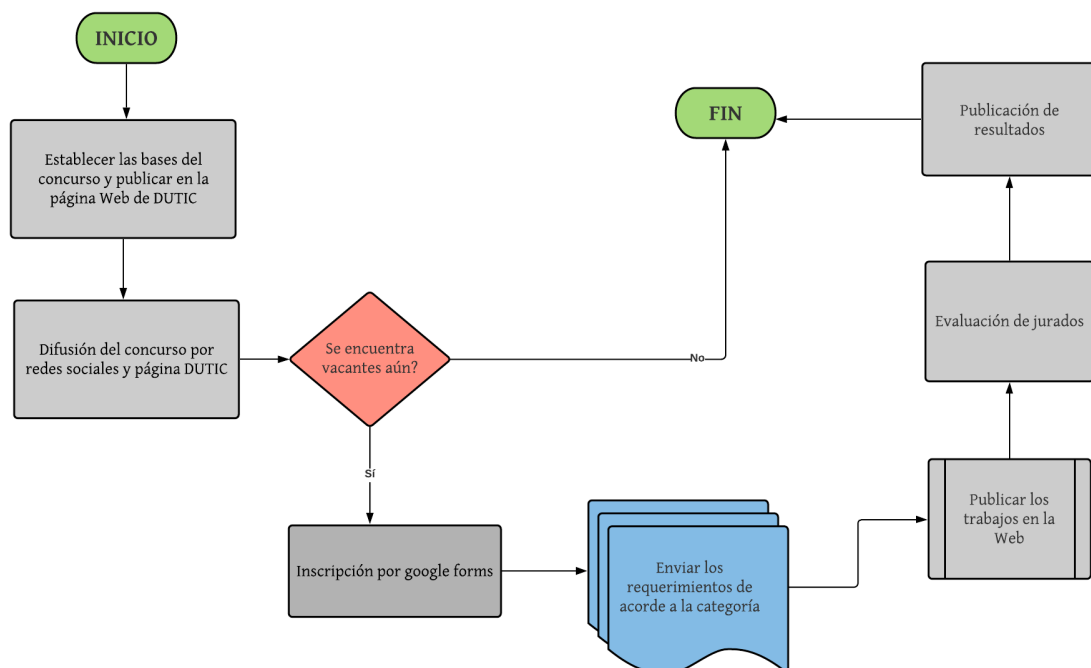 INICIO
Establecer las bases del
concurso y publicar en la
página Web de DUTIC
Difusión del concurso por
redes sociales y página DUTIC
Se encuentra
vacantes aún?
No
FIN
Sí
Inscripción por google forms
Enviar los
requerimientos de
acorde a la categoría
Publicar los
trabajos en la
Web
Evaluación de jurados
Publicación de
resultados